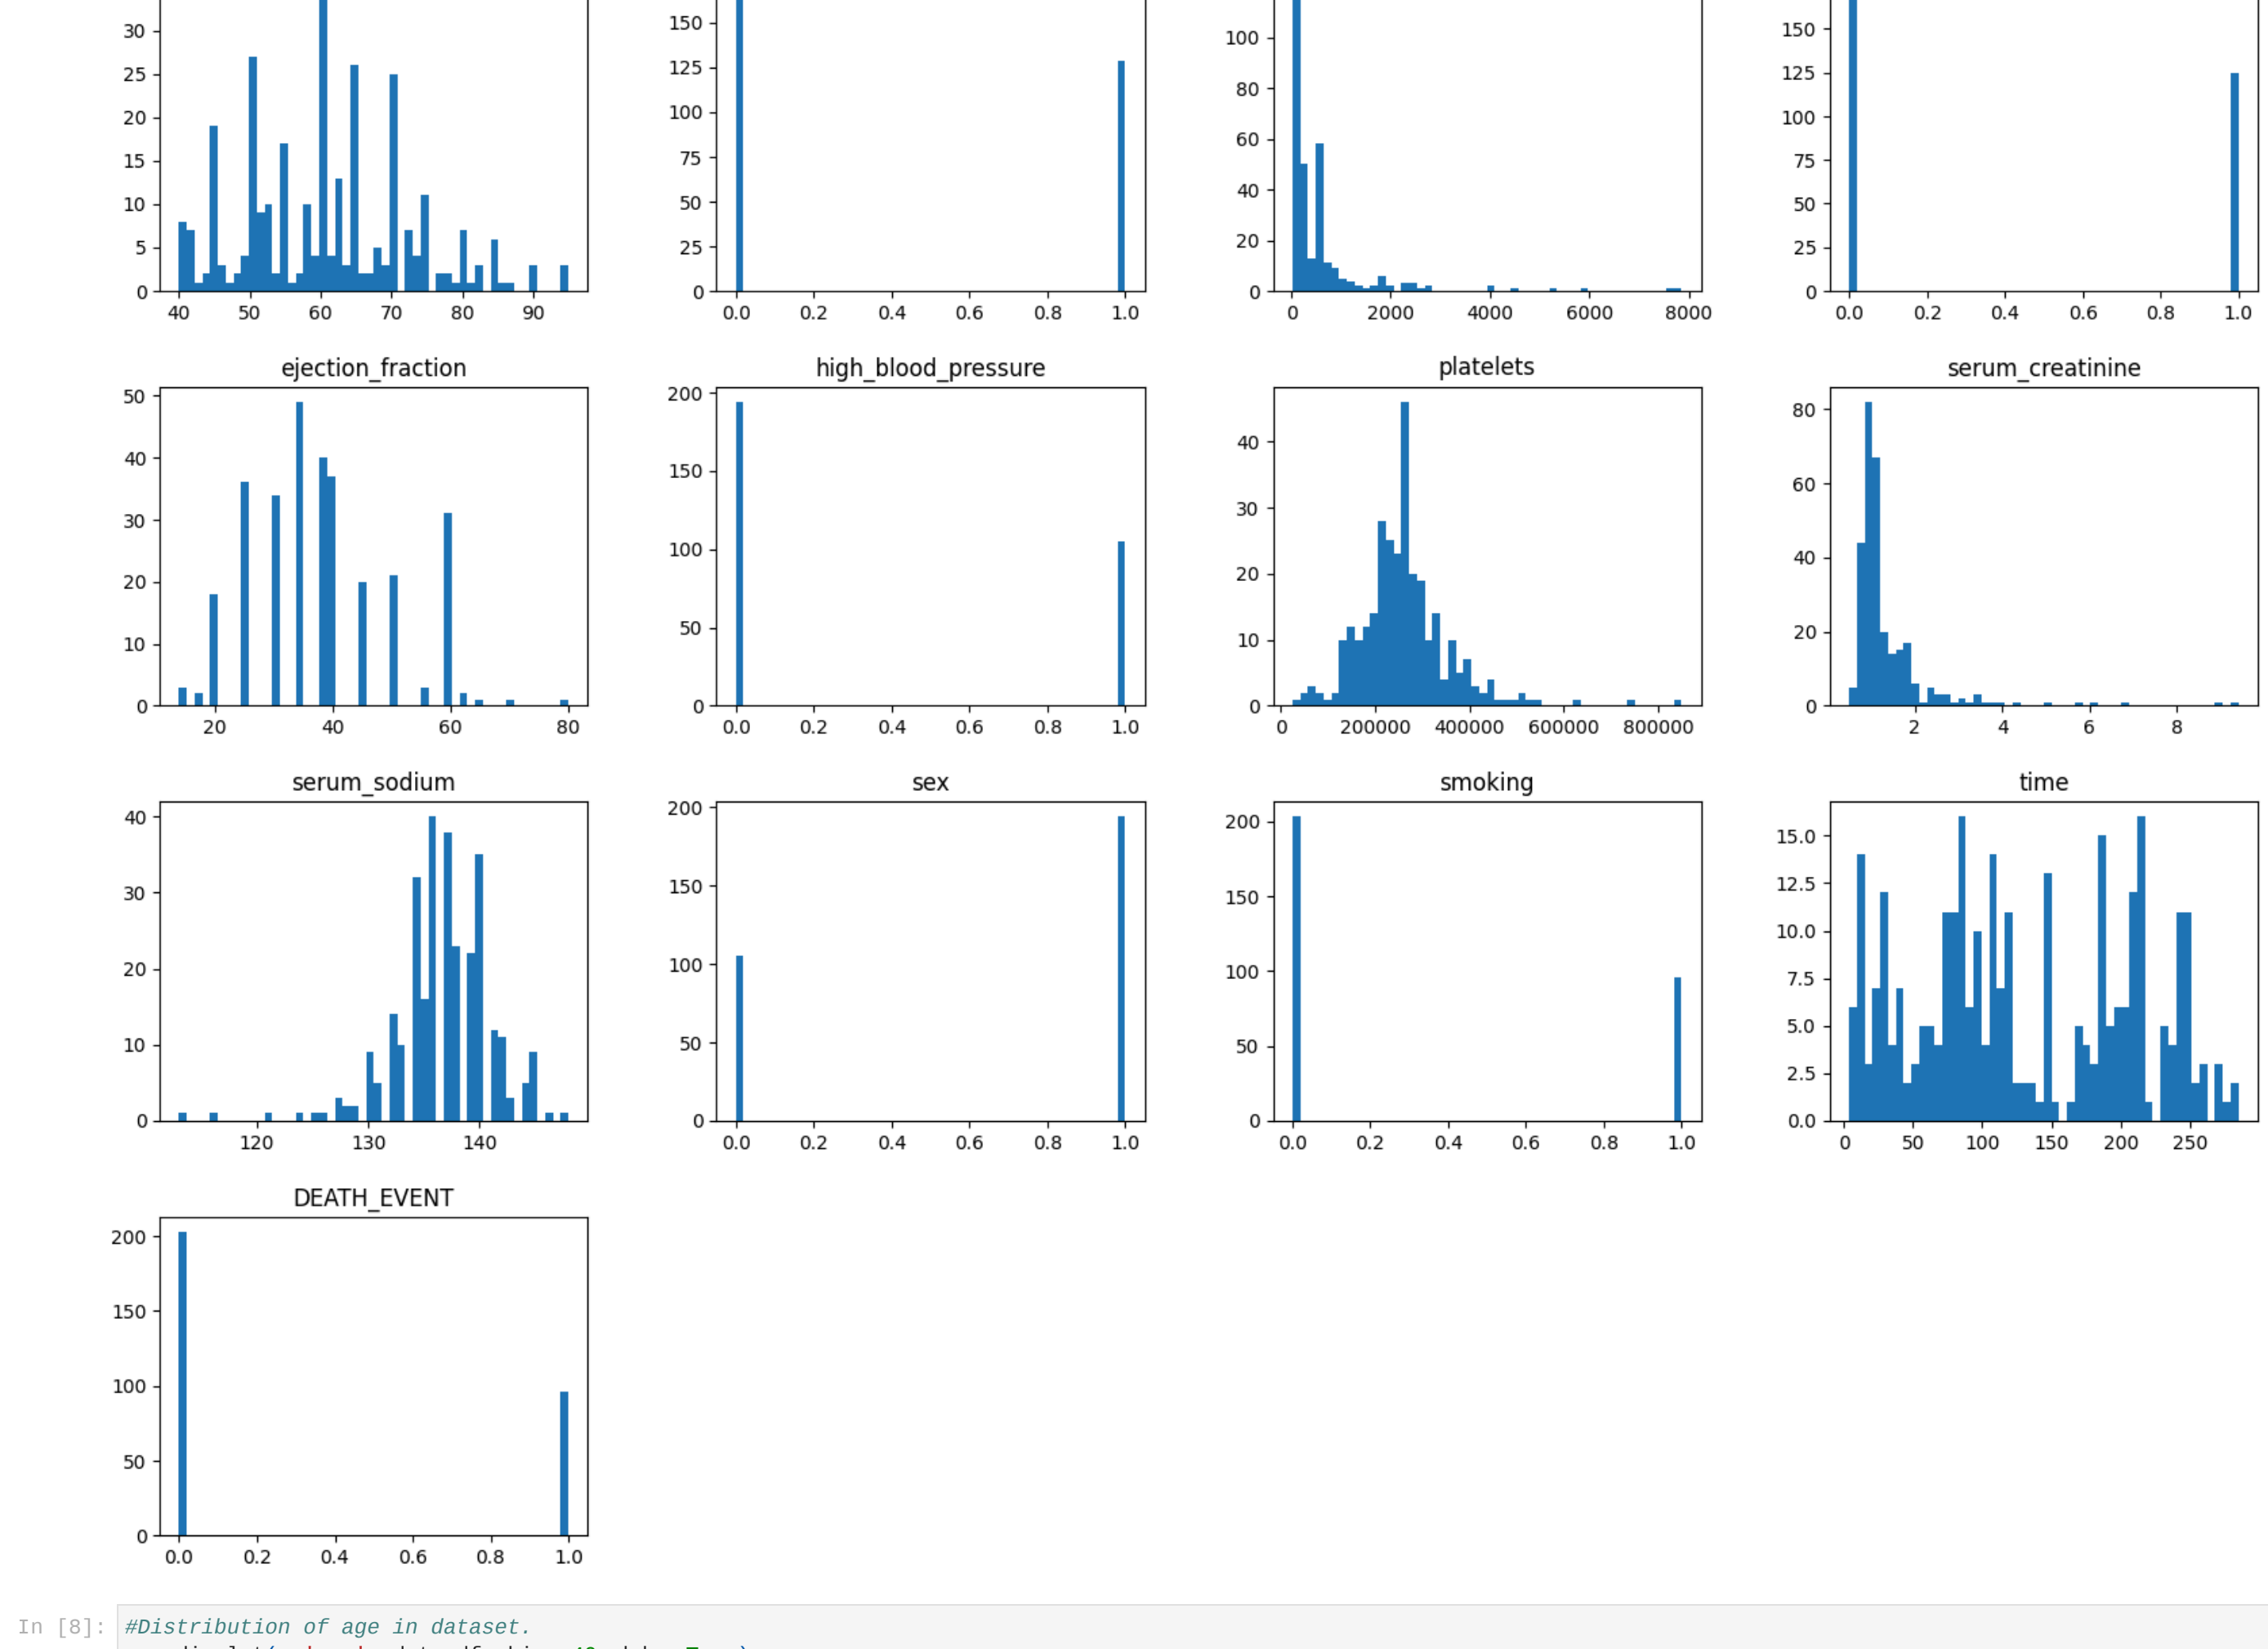 30 25 20 15 10 5 0
40 50 60 70 80 90
150 125 100 75 50 25 0
0.0 0.2 0.4 0.6 0.8 1.0
100 80 60 40 20 0
0 2000 4000 6000 8000
150 125 100 75 50 25 0
0.0 0.2 0.4 0.6 0.8 1.0
ejection_fraction
50 40 30 20 10 0
20 40 60 80
high_blood_pressure
200 150 100 50 0
0.0 0.2 0.4 0.6 0.8 1.0
platelets
40 30 20 10 0
0 200000 400000 600000 800000
serum_creatinine
80 60 40 20 0
2 4 6 8
serum_sodium
40 30 20 10 0
120 130 140
sex
200 150 100 50 0
0.0 0.2 0.4 0.6 0.8 1.0
smoking
200 150 100 50 0
0.0 0.2 0.4 0.6 0.8 1.0
time
15.0 12.5 10.0 7.5 5.0 2.5 0.0
0 50 100 150 200 250
DEATH_EVENT
200 150 100 50 0
0.0 0.2 0.4 0.6 0.8 1.0
In [8]: #Distribution of age in dataset.